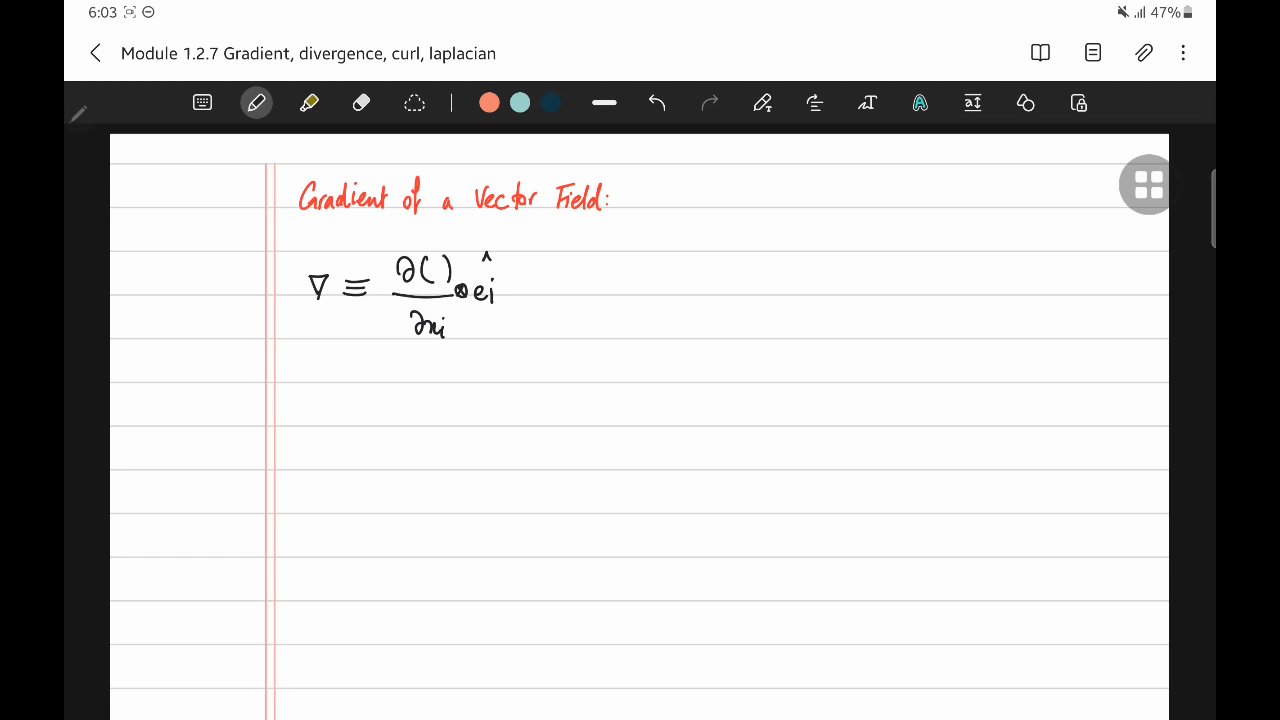 6:03 47%
Module 1.2.7 Gradient, divergence, curl, laplacian
Gradient of a Vector Field:
∇ ≡ ∂( )/∂xi ⊗ êi